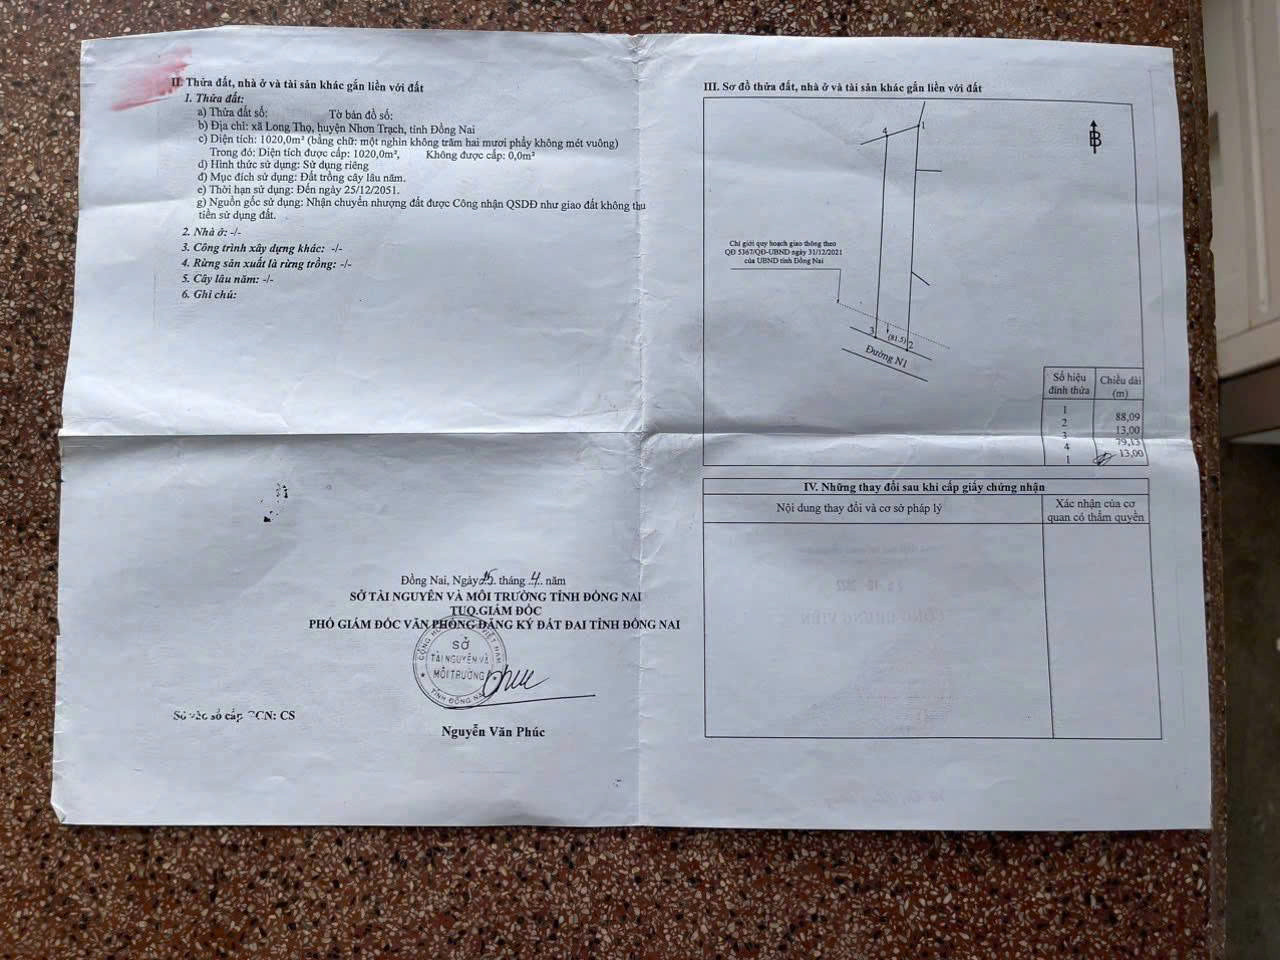 II. Thửa đất, nhà ở và tài sản khác gắn liền với đất
1. Thửa đất:
a) Thửa đất số: Tờ bản đồ số:
b) Địa chỉ: xã Long Thọ, huyện Nhơn Trạch, tỉnh Đồng Nai
c) Diện tích: 1020,0m² (bằng chữ: một nghìn không trăm hai mươi phẩy không mét vuông)
Trong đó: Diện tích được cấp: 1020,0m², Không được cấp: 0,0m²
d) Hình thức sử dụng: Sử dụng riêng
đ) Mục đích sử dụng: Đất trồng cây lâu năm.
e) Thời hạn sử dụng: Đến ngày 25/12/2051.
g) Nguồn gốc sử dụng: Nhận chuyển nhượng đất được Công nhận QSDĐ như giao đất không thu
tiền sử dụng đất.
2. Nhà ở: -/-
3. Công trình xây dựng khác: -/-
4. Rừng sản xuất là rừng trồng: -/-
5. Cây lâu năm: -/-
6. Ghi chú:
Đồng Nai, Ngày 25. tháng .4.. năm
SỞ TÀI NGUYÊN VÀ MÔI TRƯỜNG TỈNH ĐỒNG NAI
TUQ.GIÁM ĐỐC
PHÓ GIÁM ĐỐC VĂN PHÒNG ĐĂNG KÝ ĐẤT ĐAI TỈNH ĐỒNG NAI
SỞ
TÀI NGUYÊN VÀ
MÔI TRƯỜNG
TỈNH ĐỒNG NAI
Nguyễn Văn Phúc
Số vào sổ cấp GCN: CS
III. Sơ đồ thửa đất, nhà ở và tài sản khác gắn liền với đất
B
4
1
Chỉ giới quy hoạch giao thông theo
QĐ 5367/QĐ-UBND ngày 31/12/2021
của UBND tỉnh Đồng Nai
3
(81.5)
2
Đường N1
Số hiệu đỉnh thửa
Chiều dài (m)
1
88,09
2
13,00
3
79,13
4
13,00
1
IV. Những thay đổi sau khi cấp giấy chứng nhận
Nội dung thay đổi và cơ sở pháp lý
Xác nhận của cơ
quan có thẩm quyền